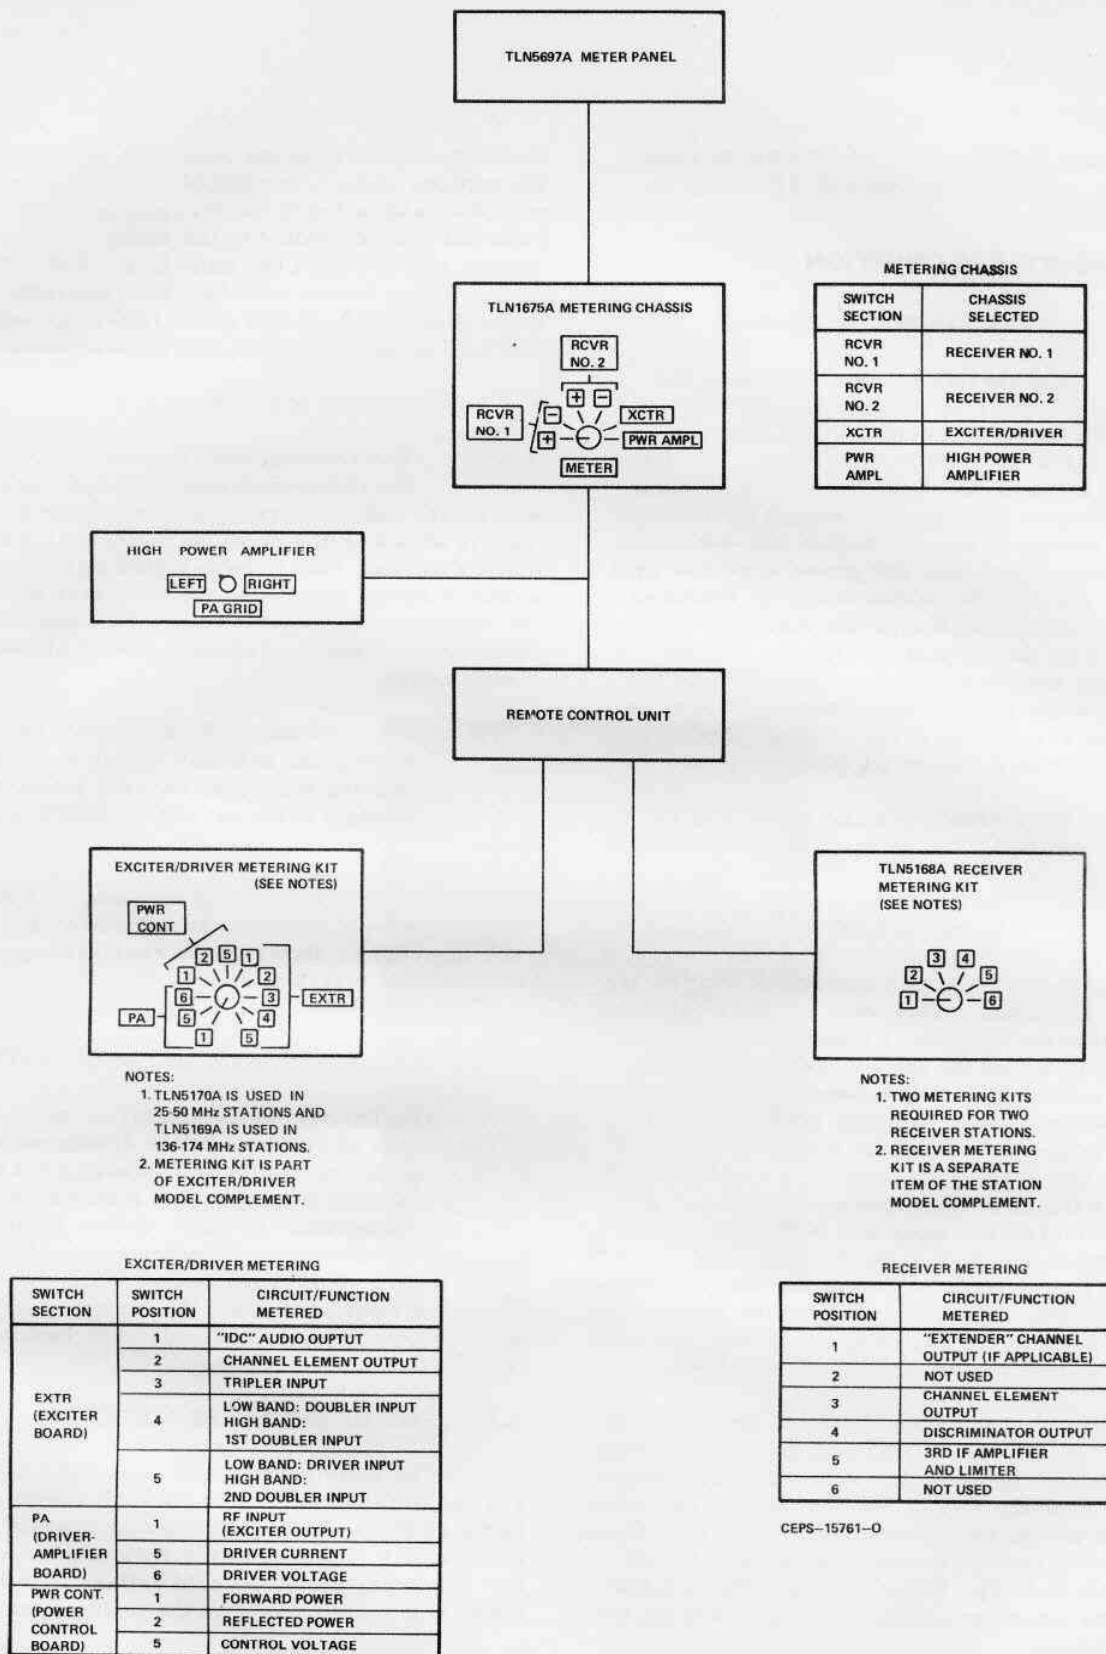 TLN5697A METER PANEL
TLN1675A METERING CHASSIS
RCVR
NO. 2
+ −
RCVR
NO. 1
−
+
XCTR
PWR AMPL
METER
METERING CHASSIS
SWITCH SECTION CHASSIS SELECTED
RCVR NO. 1 RECEIVER NO. 1
RCVR NO. 2 RECEIVER NO. 2
XCTR EXCITER/DRIVER
PWR AMPL HIGH POWER AMPLIFIER
HIGH POWER AMPLIFIER
LEFT RIGHT
PA GRID
REMOTE CONTROL UNIT
EXCITER/DRIVER METERING KIT
(SEE NOTES)
PWR
CONT
2 5 1
1 2
6 3
5 4
1 5
PA
EXTR
NOTES:
1. TLN5170A IS USED IN
25-50 MHz STATIONS AND
TLN5169A IS USED IN
136-174 MHz STATIONS.
2. METERING KIT IS PART
OF EXCITER/DRIVER
MODEL COMPLEMENT.
TLN5168A RECEIVER
METERING KIT
(SEE NOTES)
3 4
2 5
1 6
NOTES:
1. TWO METERING KITS
REQUIRED FOR TWO
RECEIVER STATIONS.
2. RECEIVER METERING
KIT IS A SEPARATE
ITEM OF THE STATION
MODEL COMPLEMENT.
EXCITER/DRIVER METERING
SWITCH SECTION SWITCH POSITION CIRCUIT/FUNCTION METERED
EXTR
(EXCITER
BOARD)
1 "IDC" AUDIO OUPTUT
2 CHANNEL ELEMENT OUTPUT
3 TRIPLER INPUT
4 LOW BAND: DOUBLER INPUT
HIGH BAND:
1ST DOUBLER INPUT
5 LOW BAND: DRIVER INPUT
HIGH BAND:
2ND DOUBLER INPUT
PA
(DRIVER-
AMPLIFIER
BOARD)
1 RF INPUT
(EXCITER OUTPUT)
5 DRIVER CURRENT
6 DRIVER VOLTAGE
PWR CONT.
(POWER
CONTROL
BOARD)
1 FORWARD POWER
2 REFLECTED POWER
5 CONTROL VOLTAGE
RECEIVER METERING
SWITCH POSITION CIRCUIT/FUNCTION METERED
1 "EXTENDER" CHANNEL
OUTPUT (IF APPLICABLE)
2 NOT USED
3 CHANNEL ELEMENT
OUTPUT
4 DISCRIMINATOR OUTPUT
5 3RD IF AMPLIFIER
AND LIMITER
6 NOT USED
CEPS-15761-O